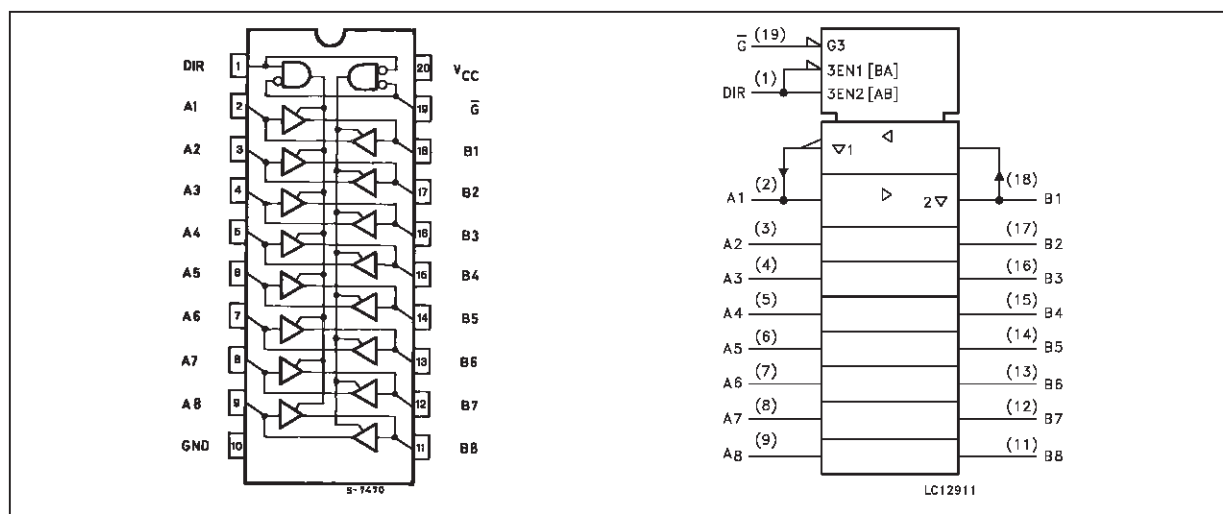 DIR 1 20 VCC
A1 2 19 G̅
A2 3 18 B1
A3 4 17 B2
A4 5 16 B3
A5 6 15 B4
A6 7 14 B5
A7 8 13 B6
A8 9 12 B7
GND 10 11 B8
S-7470
G̅ (19) G3
3EN1 [BA]
DIR (1) 3EN2 [AB]
1
A1 (2) 2 (18) B1
A2 (3) (17) B2
A3 (4) (16) B3
A4 (5) (15) B4
A5 (6) (14) B5
A6 (7) (13) B6
A7 (8) (12) B7
A8 (9) (11) B8
LC12911